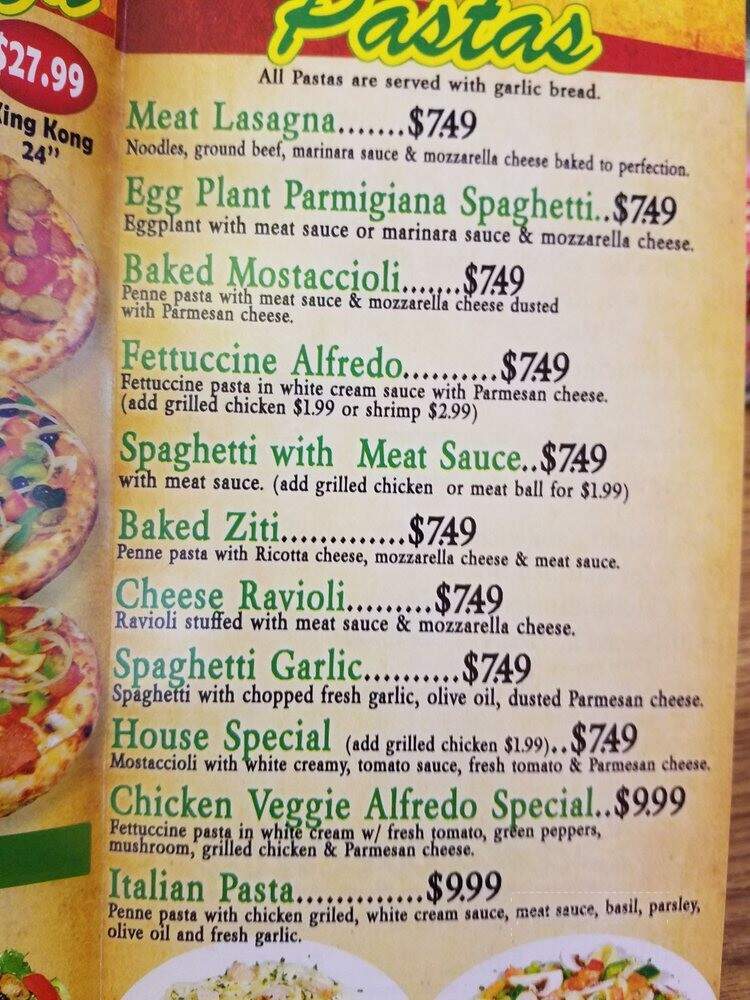 Pastas
All Pastas are served with garlic bread.
$27.99
King Kong
24"
Meat Lasagna.......$7.49
Noodles, ground beef, marinara sauce & mozzarella cheese baked to perfection.
Egg Plant Parmigiana Spaghetti..$7.49
Eggplant with meat sauce or marinara sauce & mozzarella cheese.
Baked Mostaccioli.......$7.49
Penne pasta with meat sauce & mozzarella cheese dusted
with Parmesan cheese.
Fettuccine Alfredo..........$7.49
Fettuccine pasta in white cream sauce with Parmesan cheese.
(add grilled chicken $1.99 or shrimp $2.99)
Spaghetti with Meat Sauce..$7.49
with meat sauce. (add grilled chicken or meat ball for $1.99)
Baked Ziti.............$7.49
Penne pasta with Ricotta cheese, mozzarella cheese & meat sauce.
Cheese Ravioli.........$7.49
Ravioli stuffed with meat sauce & mozzarella cheese.
Spaghetti Garlic..........$7.49
Spaghetti with chopped fresh garlic, olive oil, dusted Parmesan cheese.
House Special (add grilled chicken $1.99)..$7.49
Mostaccioli with white creamy, tomato sauce, fresh tomato & Parmesan cheese.
Chicken Veggie Alfredo Special..$9.99
Fettuccine pasta in white cream w/ fresh tomato, green peppers,
mushroom, grilled chicken & Parmesan cheese.
Italian Pasta.............$9.99
Penne pasta with chicken griled, white cream sauce, meat sauce, basil, parsley,
olive oil and fresh garlic.